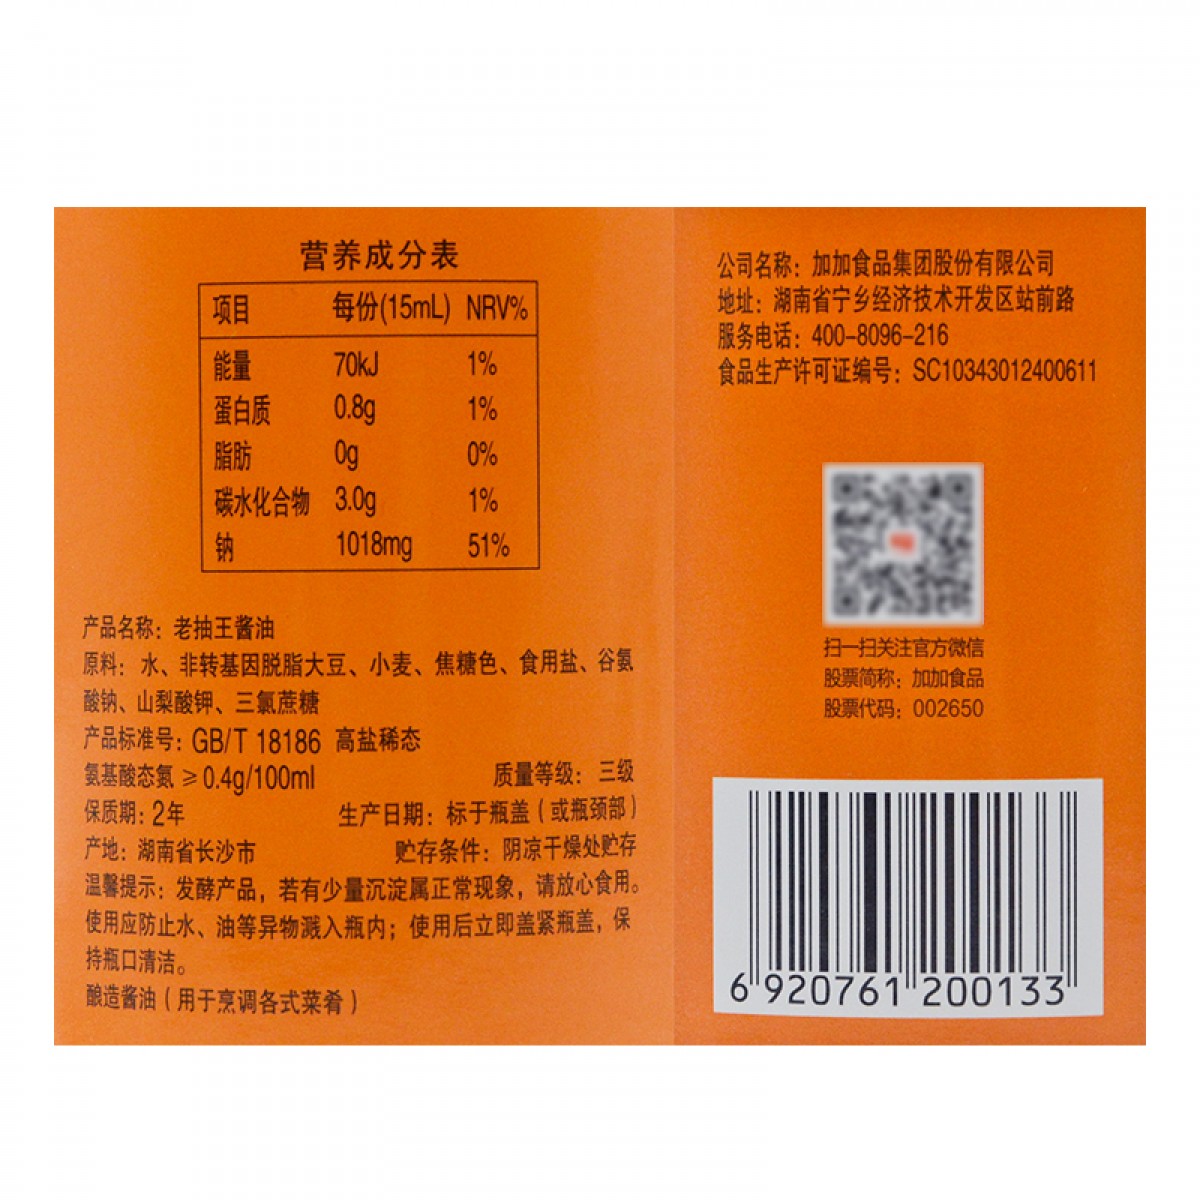 营养成分表
项目 每份(15mL) NRV%
能量 70kJ 1%
蛋白质 0.8g 1%
脂肪 0g 0%
碳水化合物 3.0g 1%
钠 1018mg 51%
产品名称：老抽王酱油
原料：水、非转基因脱脂大豆、小麦、焦糖色、食用盐、谷氨
酸钠、山梨酸钾、三氯蔗糖
产品标准号：GB/T 18186 高盐稀态
氨基酸态氮≥0.4g/100ml 质量等级：三级
保质期：2年 生产日期：标于瓶盖（或瓶颈部）
产地：湖南省长沙市 贮存条件：阴凉干燥处贮存
温馨提示：发酵产品，若有少量沉淀属正常现象，请放心食用。
使用应防止水、油等异物溅入瓶内；使用后立即盖紧瓶盖，保
持瓶口清洁。
酿造酱油（用于烹调各式菜肴）
公司名称：加加食品集团股份有限公司
地址：湖南省宁乡经济技术开发区站前路
服务电话：400-8096-216
食品生产许可证编号：SC10343012400611
扫一扫关注官方微信
股票简称：加加食品
股票代码：002650
6 920761 200133